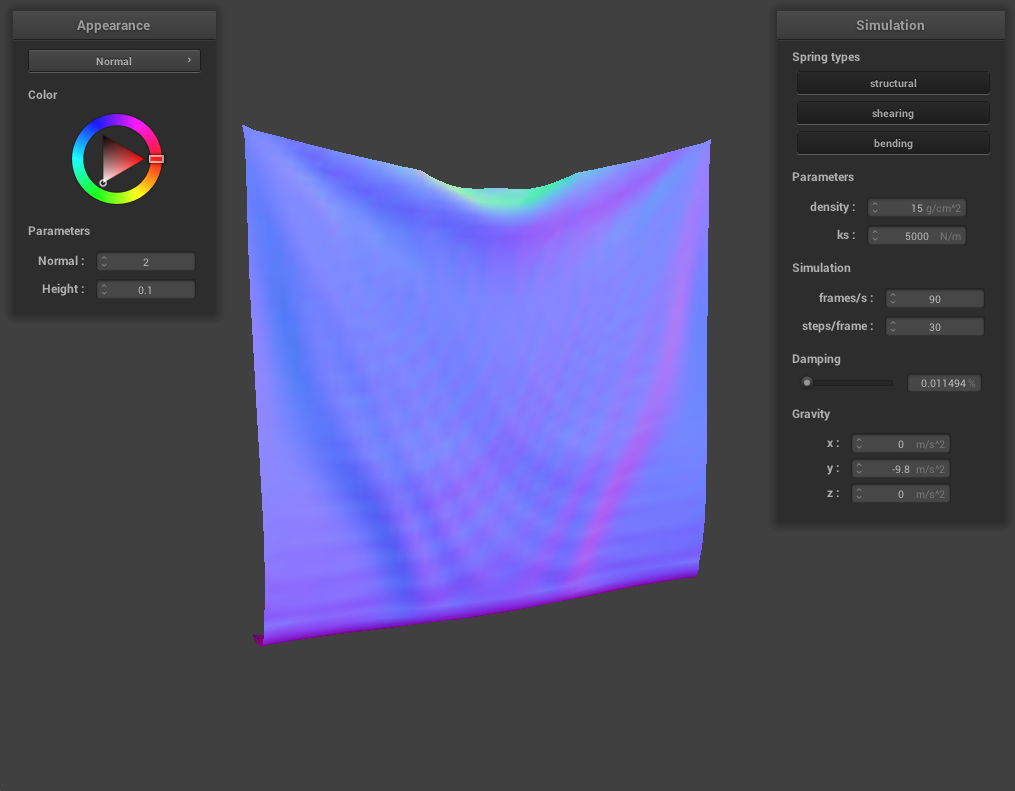 Appearance
Normal ›
Color
Parameters
Normal : 2
Height : 0.1
Simulation
Spring types
structural
shearing
bending
Parameters
density : 15 g/cm^2
ks : 5000 N/m
Simulation
frames/s : 90
steps/frame : 30
Damping
0.011494 %
Gravity
x : 0 m/s^2
y : -9.8 m/s^2
z : 0 m/s^2